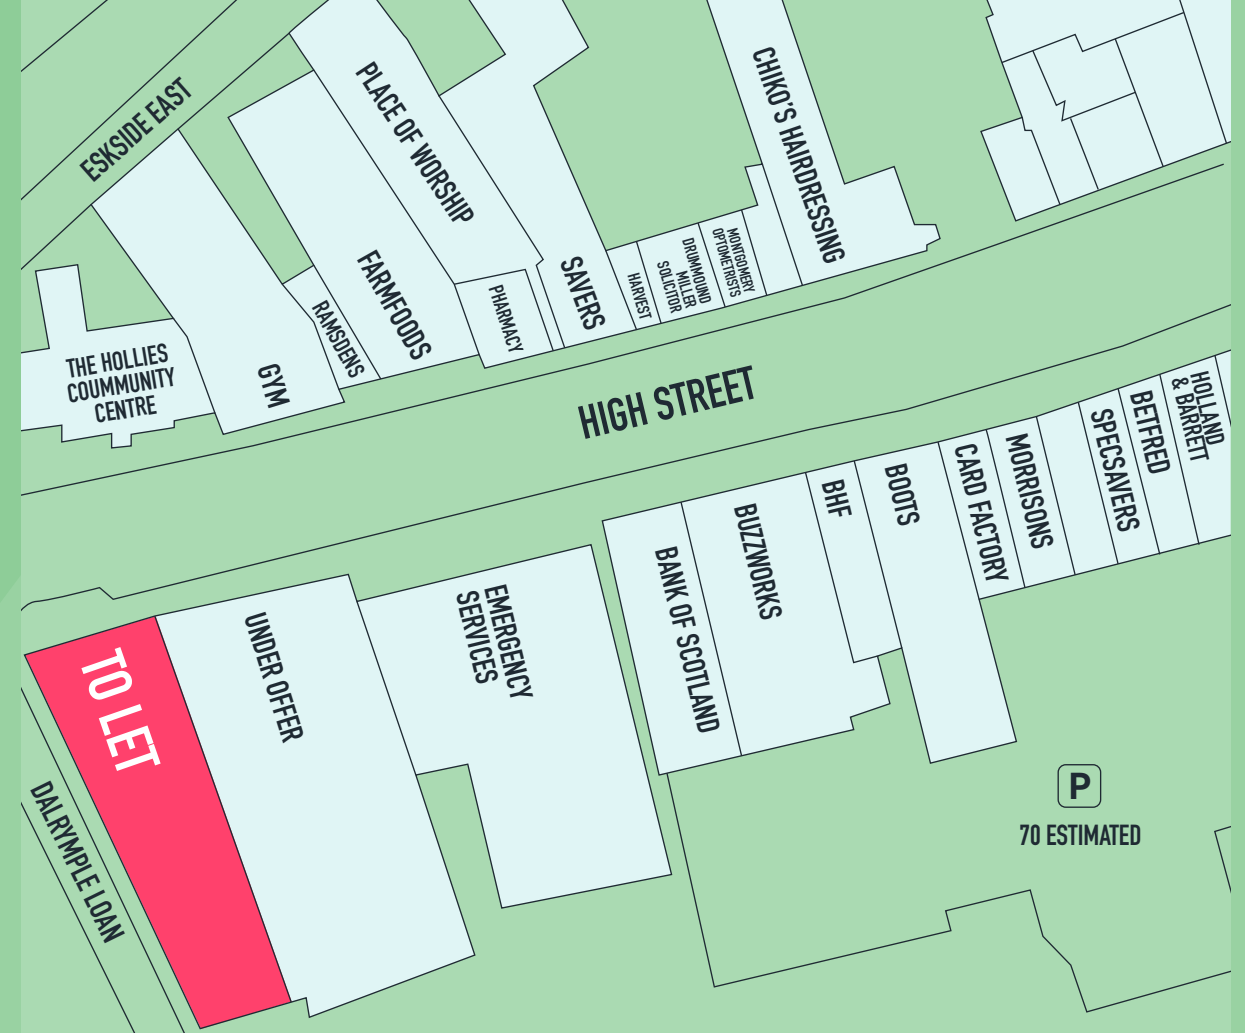 ESKSIDE EAST
PLACE OF WORSHIP
CHIKO'S HAIRDRESSING
THE HOLLIES
COUMMUNITY
CENTRE
GYM
RAMSDENS
FARMFOODS
PHARMACY
SAVERS
HARVEST
DRUMMOUND
MILLER
SOLICITOR
MONTGOMERY
OPTOMETRISTS
HIGH STREET
TO LET
UNDER OFFER
EMERGENCY
SERVICES
BANK OF SCOTLAND
BUZZWORKS
BHF
BOOTS
CARD FACTORY
MORRISONS
SPECSAVERS
BETFRED
HOLLAND
& BARRETT
DALRYMPLE LOAN
P
70 ESTIMATED